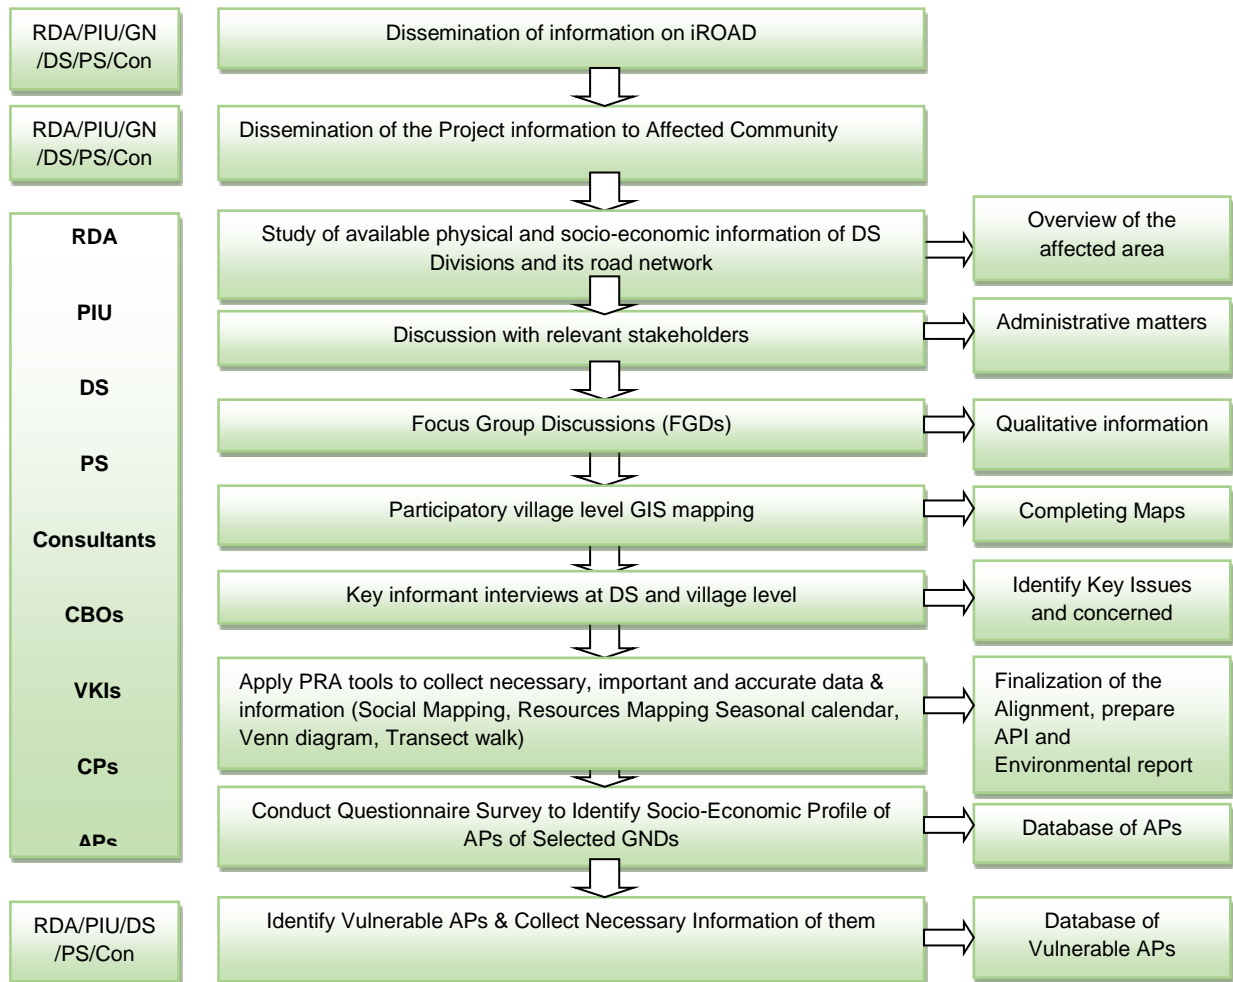 RDA/PIU/GN
/DS/PS/Con
Dissemination of information on iROAD
RDA/PIU/GN
/DS/PS/Con
Dissemination of the Project information to Affected Community
RDA
PIU
DS
PS
Consultants
CBOs
VKIs
CPs
APs
Study of available physical and socio-economic information of DS
Divisions and its road network
Overview of the
affected area
Discussion with relevant stakeholders
Administrative matters
Focus Group Discussions (FGDs)
Qualitative information
Participatory village level GIS mapping
Completing Maps
Key informant interviews at DS and village level
Identify Key Issues
and concerned
Apply PRA tools to collect necessary, important and accurate data &
information (Social Mapping, Resources Mapping Seasonal calendar,
Venn diagram, Transect walk)
Finalization of the
Alignment, prepare
API and
Environmental report
Conduct Questionnaire Survey to Identify Socio-Economic Profile of
APs of Selected GNDs
Database of APs
RDA/PIU/DS
/PS/Con
Identify Vulnerable APs & Collect Necessary Information of them
Database of
Vulnerable APs